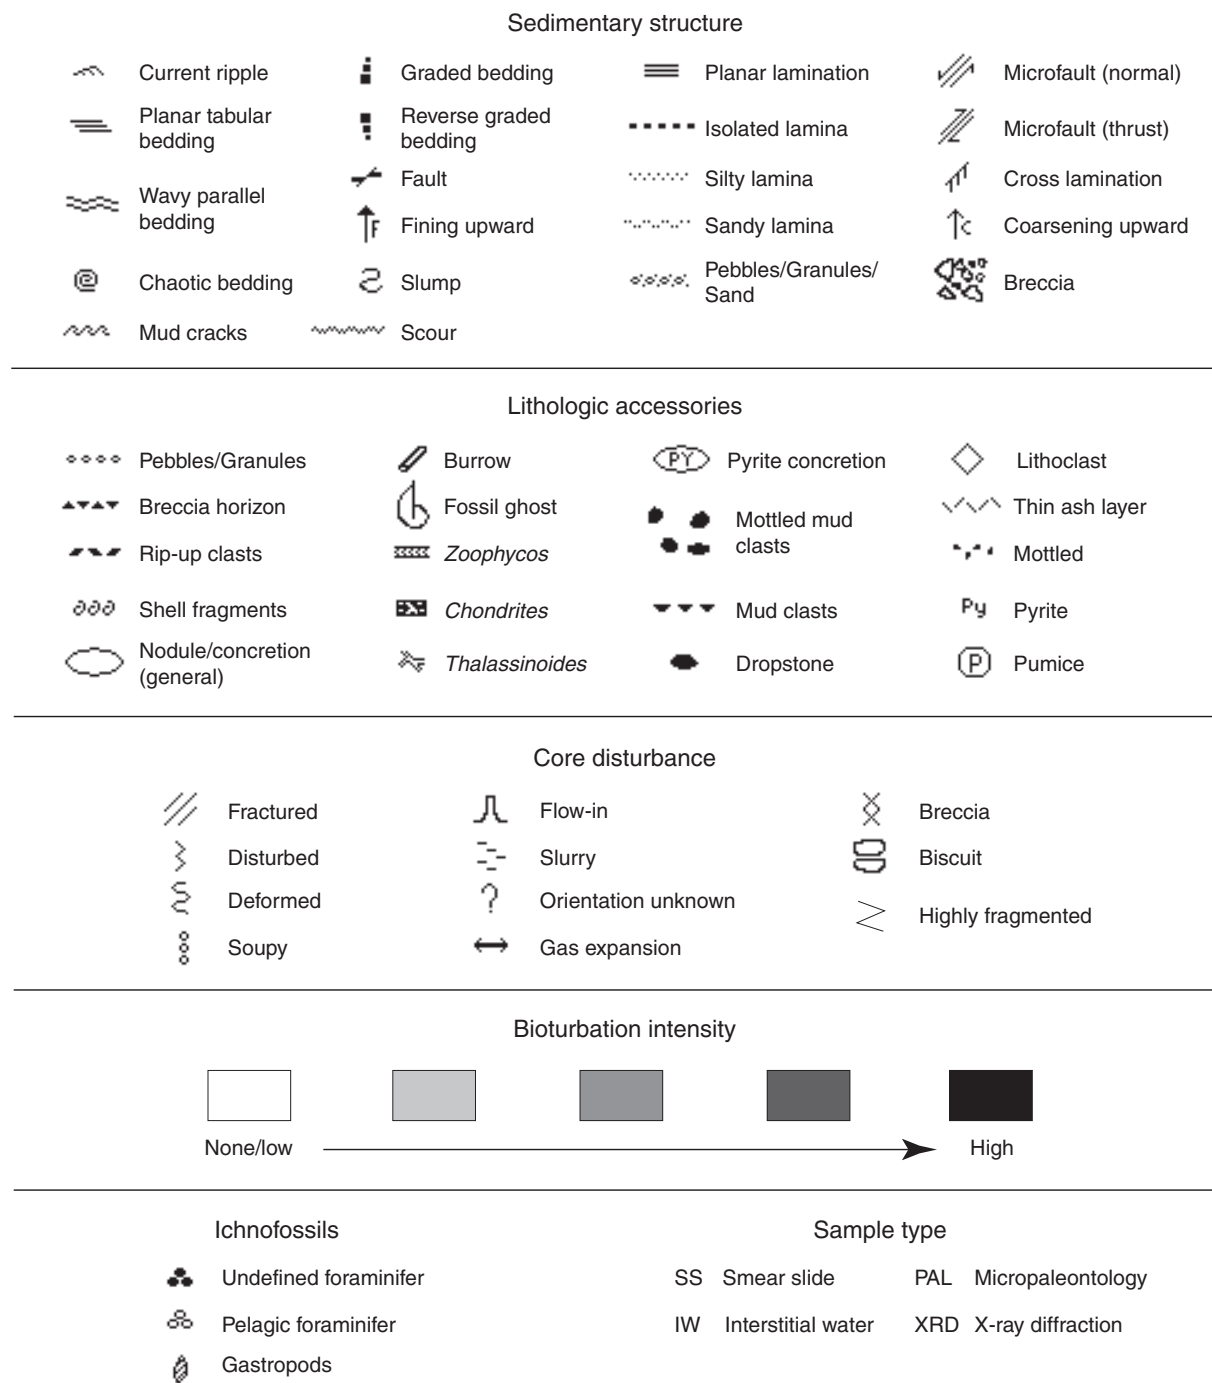 Sedimentary structure
Current ripple
Graded bedding
Planar lamination
Microfault (normal)
Planar tabular
bedding
Reverse graded
bedding
Isolated lamina
Microfault (thrust)
Fault
Silty lamina
Cross lamination
Wavy parallel
bedding
F
Fining upward
Sandy lamina
C
Coarsening upward
Chaotic bedding
Slump
Pebbles/Granules/
Sand
Breccia
Mud cracks
Scour
Lithologic accessories
Pebbles/Granules
Burrow
PY
Pyrite concretion
Lithoclast
Breccia horizon
Fossil ghost
Mottled mud
clasts
Thin ash layer
Rip-up clasts
Zoophycos
Mottled
Shell fragments
Chondrites
Mud clasts
Py
Pyrite
Nodule/concretion
(general)
Thalassinoides
Dropstone
P
Pumice
Core disturbance
Fractured
Flow-in
Breccia
Disturbed
Slurry
Biscuit
Deformed
?
Orientation unknown
Highly fragmented
Soupy
Gas expansion
Bioturbation intensity
None/low
High
Ichnofossils
Sample type
Undefined foraminifer
SS Smear slide
PAL Micropaleontology
Pelagic foraminifer
IW Interstitial water
XRD X-ray diffraction
Gastropods